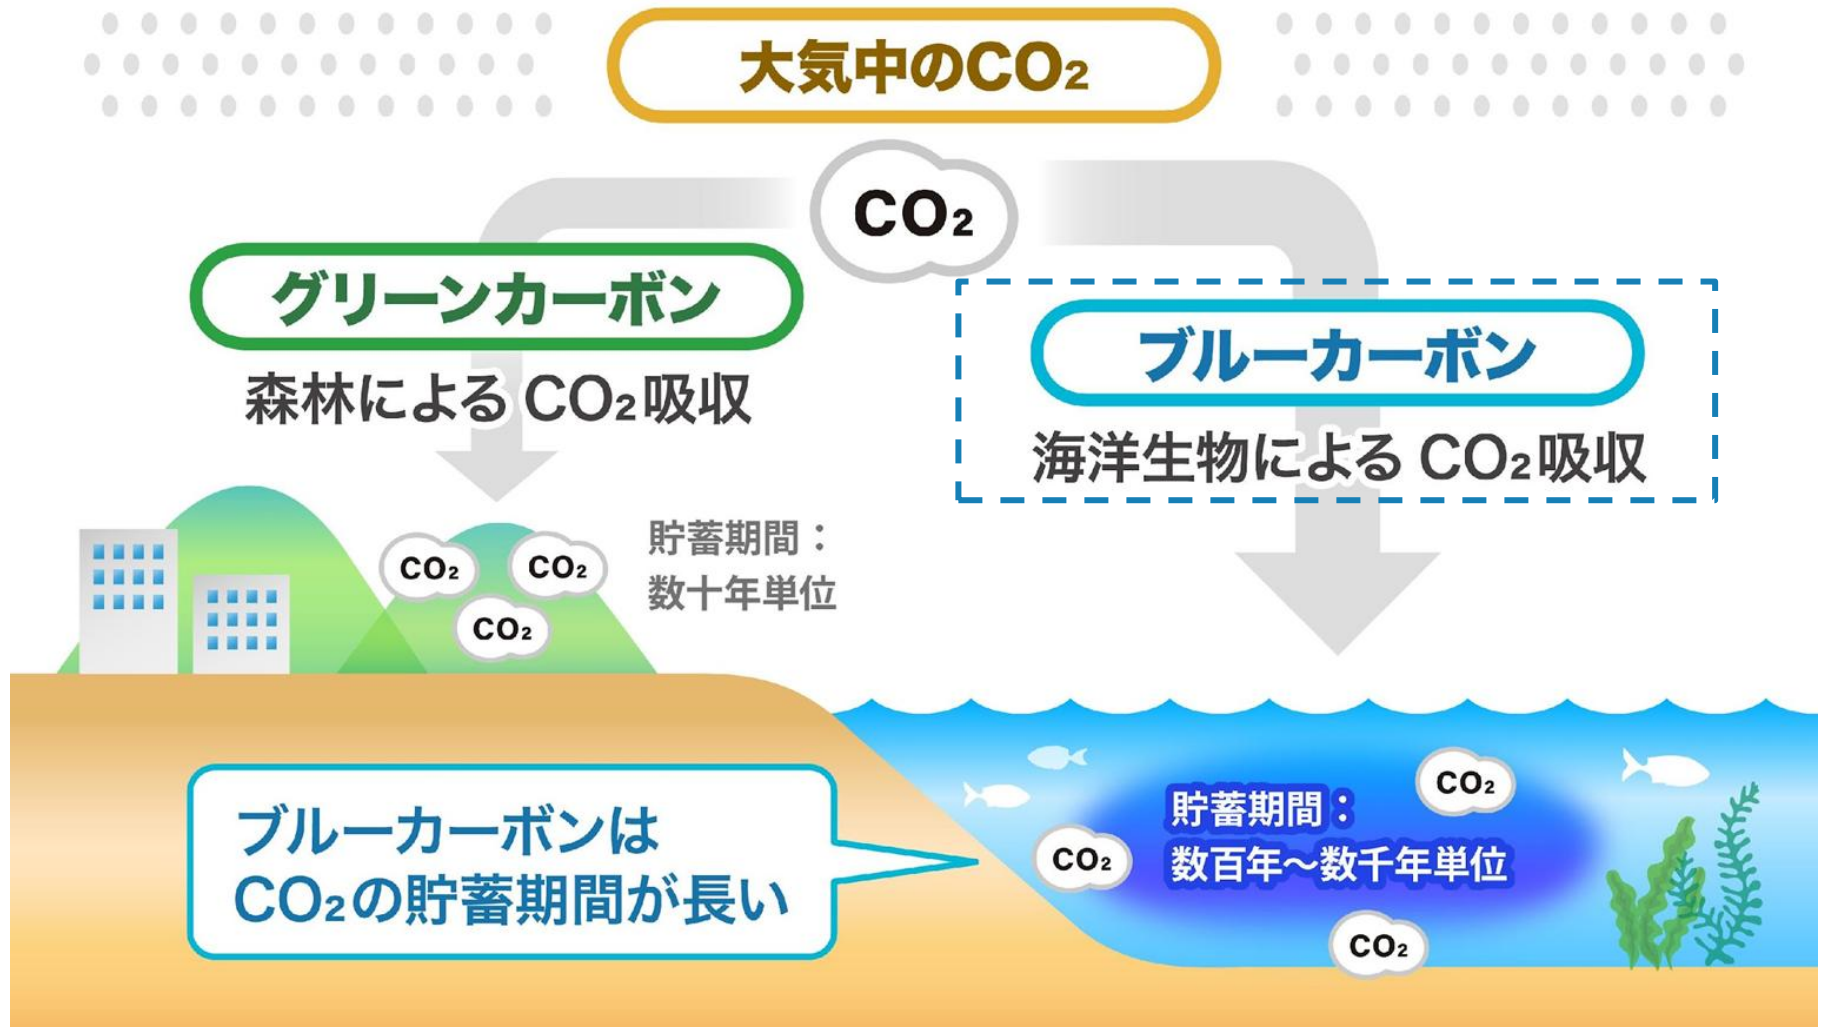 大気中のCO₂
CO₂
グリーンカーボン
森林による CO₂吸収
ブルーカーボン
海洋生物による CO₂吸収
CO₂
CO₂
CO₂
貯蓄期間：
数十年単位
ブルーカーボンは
CO₂の貯蓄期間が長い
貯蓄期間：
数百年～数千年単位
CO₂
CO₂
CO₂